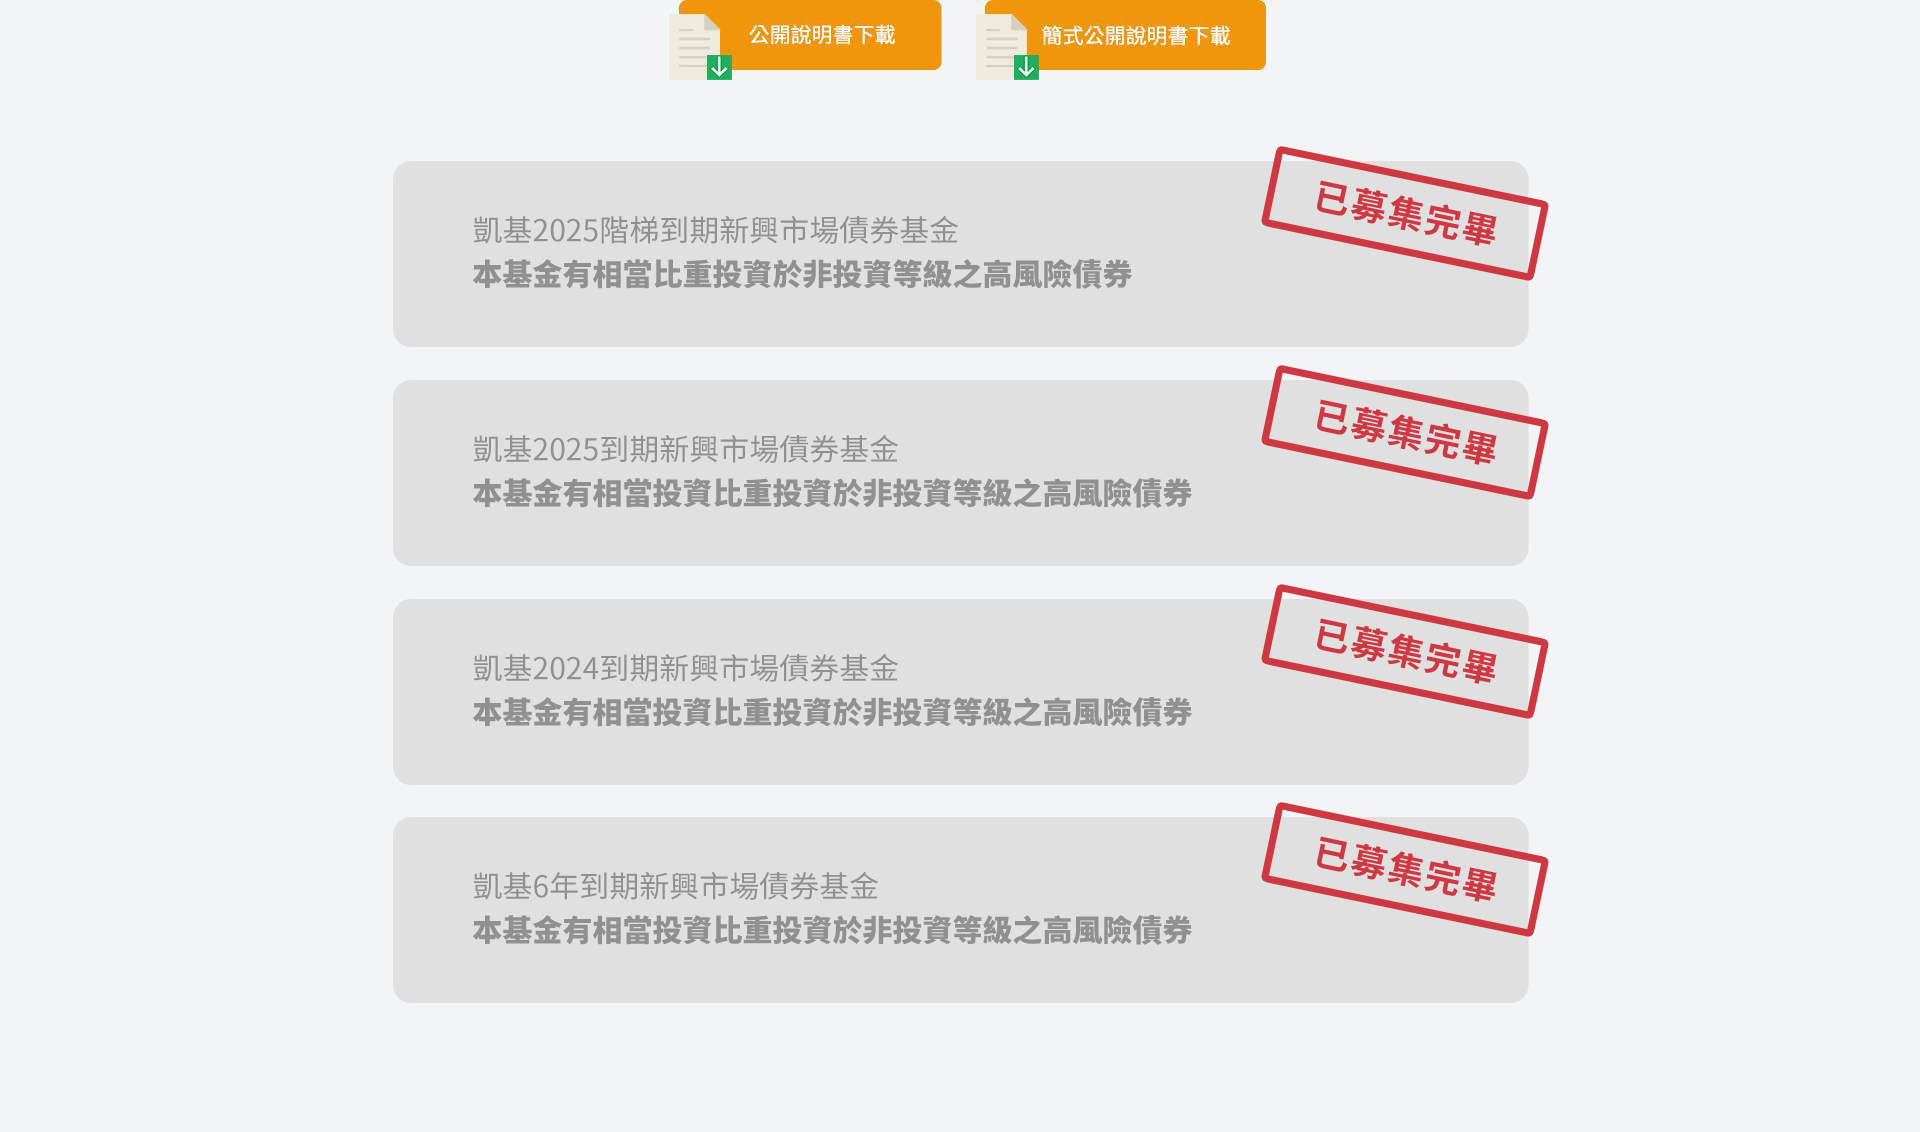 公開說明書下載
簡式公開說明書下載
已募集完畢
凱基2025階梯到期新興市場債券基金
本基金有相當比重投資於非投資等級之高風險債券
已募集完畢
凱基2025到期新興市場債券基金
本基金有相當投資比重投資於非投資等級之高風險債券
已募集完畢
凱基2024到期新興市場債券基金
本基金有相當投資比重投資於非投資等級之高風險債券
已募集完畢
凱基6年到期新興市場債券基金
本基金有相當投資比重投資於非投資等級之高風險債券